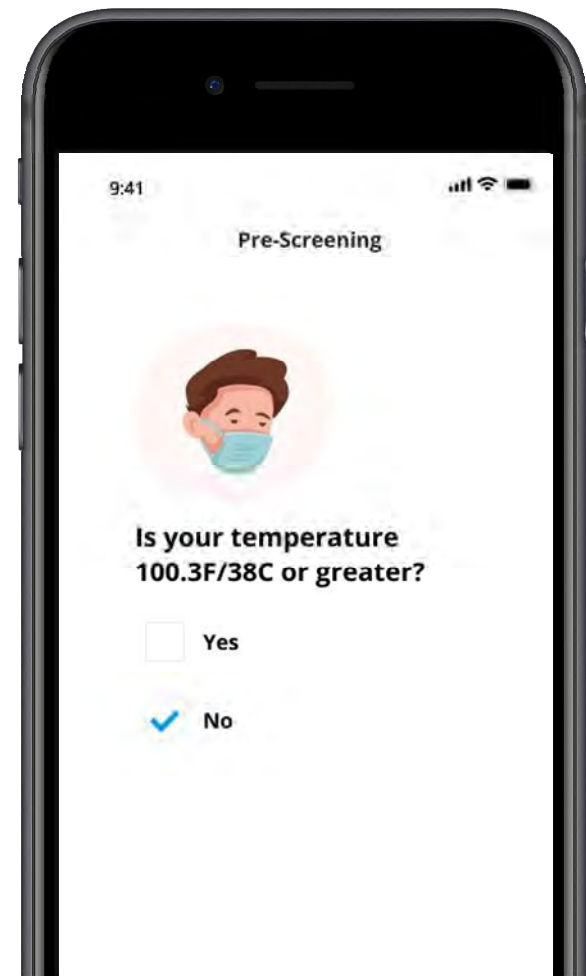 9:41
Pre-Screening
Is your temperature
100.3F/38C or greater?
Yes
No